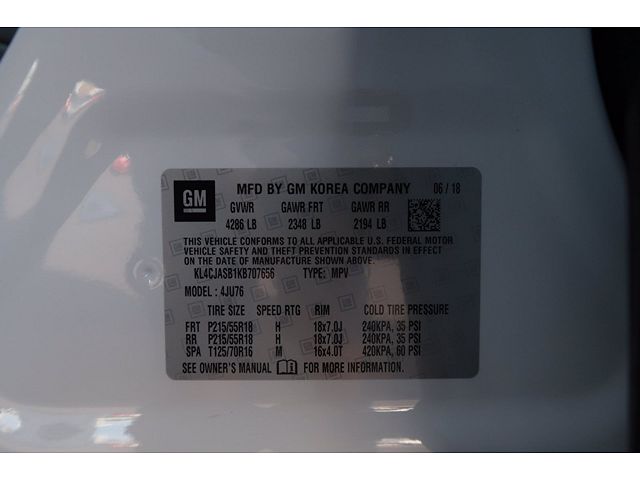 GM MFD BY GM KOREA COMPANY 06/18
GVWR GAWR FRT GAWR RR
4286 LB 2348 LB 2194 LB
THIS VEHICLE CONFORMS TO ALL APPLICABLE U.S. FEDERAL MOTOR
VEHICLE SAFETY AND THEFT PREVENTION STANDARDS IN EFFECT
ON THE DATE OF MANUFACTURE SHOWN ABOVE.
KL4CJASB1KB707656 TYPE: MPV
MODEL: 4JU76
TIRE SIZE SPEED RTG RIM COLD TIRE PRESSURE
FRT P215/55R18 H 18x7.0J 240KPA, 35 PSI
RR P215/55R18 H 18x7.0J 240KPA, 35 PSI
SPA T125/70R16 M 16x4.0T 420KPA, 60 PSI
SEE OWNER'S MANUAL FOR MORE INFORMATION.